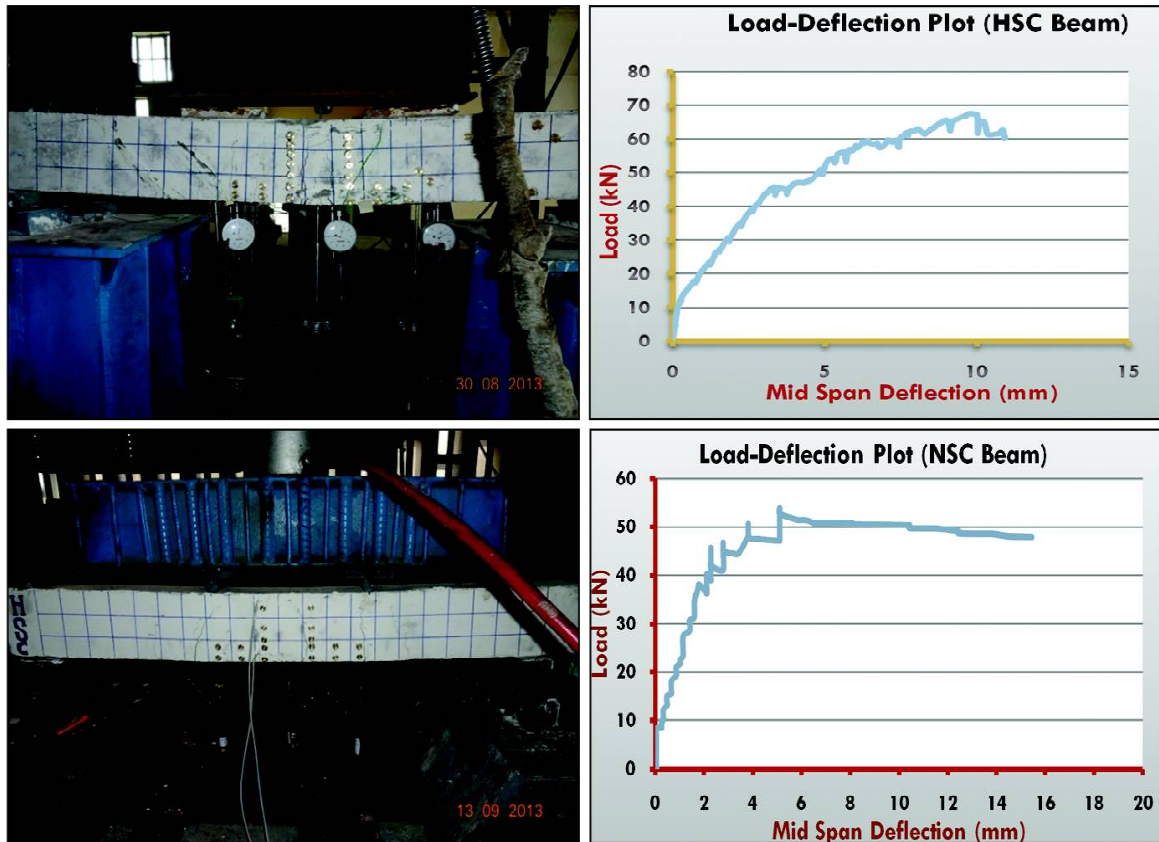 30 08 2013
Load-Deflection Plot (HSC Beam)
80
70
60
50
40
30
20
10
0
Load (kN)
0 5 10 15
Mid Span Deflection (mm)
HSC
13 09 2013
Load-Deflection Plot (NSC Beam)
60
50
40
30
20
10
0
Load (kN)
0 2 4 6 8 10 12 14 16 18 20
Mid Span Deflection (mm)